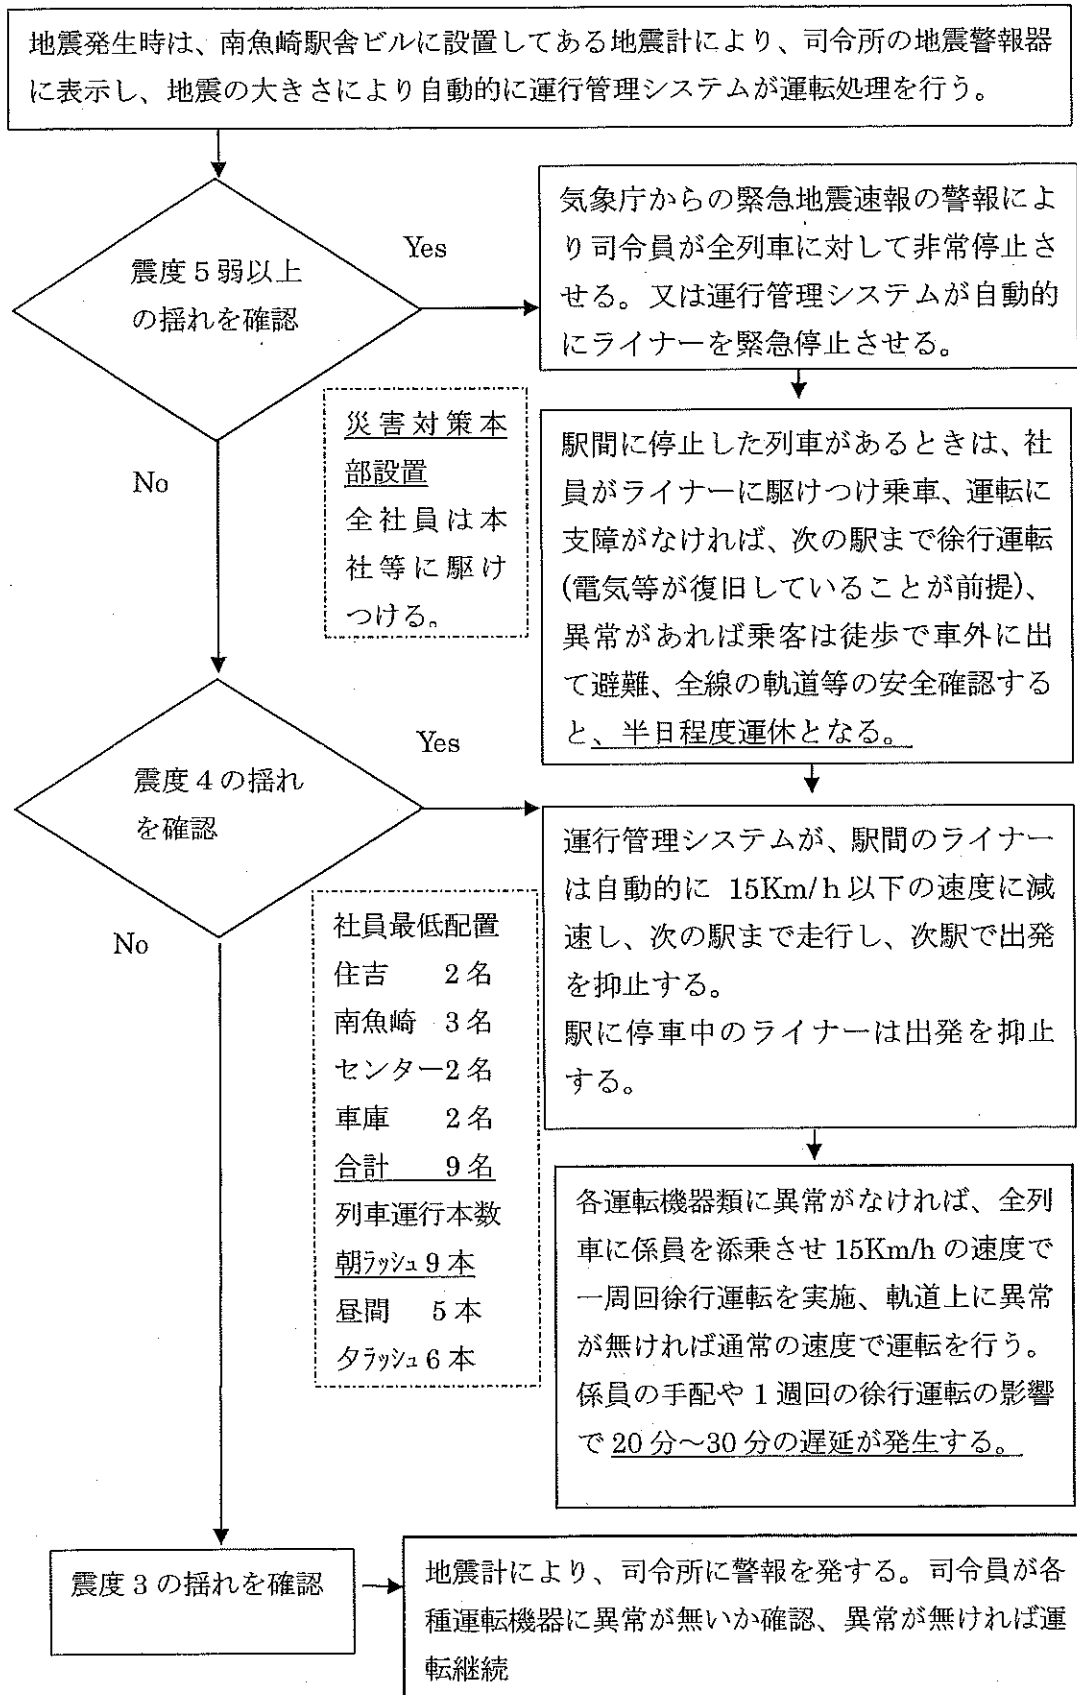 地震発生時は、南魚崎駅舎ビルに設置してある地震計により、司令所の地震警報器
に表示し、地震の大きさにより自動的に運行管理システムが運転処理を行う。
震度５弱以上
の揺れを確認
Yes
気象庁からの緊急地震速報の警報によ
り司令員が全列車に対して非常停止さ
せる。又は運行管理システムが自動的
にライナーを緊急停止させる。
No
災害対策本
部設置
全社員は本
社等に駆け
つける。
駅間に停止した列車があるときは、社
員がライナーに駆けつけ乗車、運転に
支障がなければ、次の駅まで徐行運転
(電気等が復旧していることが前提)、
異常があれば乗客は徒歩で車外に出
て避難、全線の軌道等の安全確認する
と、半日程度運休となる。
震度４の揺れ
を確認
Yes
運行管理システムが、駅間のライナー
は自動的に 15Km/h 以下の速度に減
速し、次の駅まで走行し、次駅で出発
を抑止する。
駅に停車中のライナーは出発を抑止
する。
No
社員最低配置
住吉　2 名
南魚崎　3 名
センター2 名
車庫　2 名
合計　9 名
列車運行本数
朝ﾗｯｼｭ 9 本
昼間　5 本
夕ﾗｯｼｭ 6 本
各運転機器類に異常がなければ、全列
車に係員を添乗させ 15Km/h の速度で
一周回徐行運転を実施、軌道上に異常
が無ければ通常の速度で運転を行う。
係員の手配や 1 週回の徐行運転の影響
で 20 分～30 分の遅延が発生する。
震度３の揺れを確認
地震計により、司令所に警報を発する。司令員が各
種運転機器に異常が無いか確認、異常が無ければ運
転継続